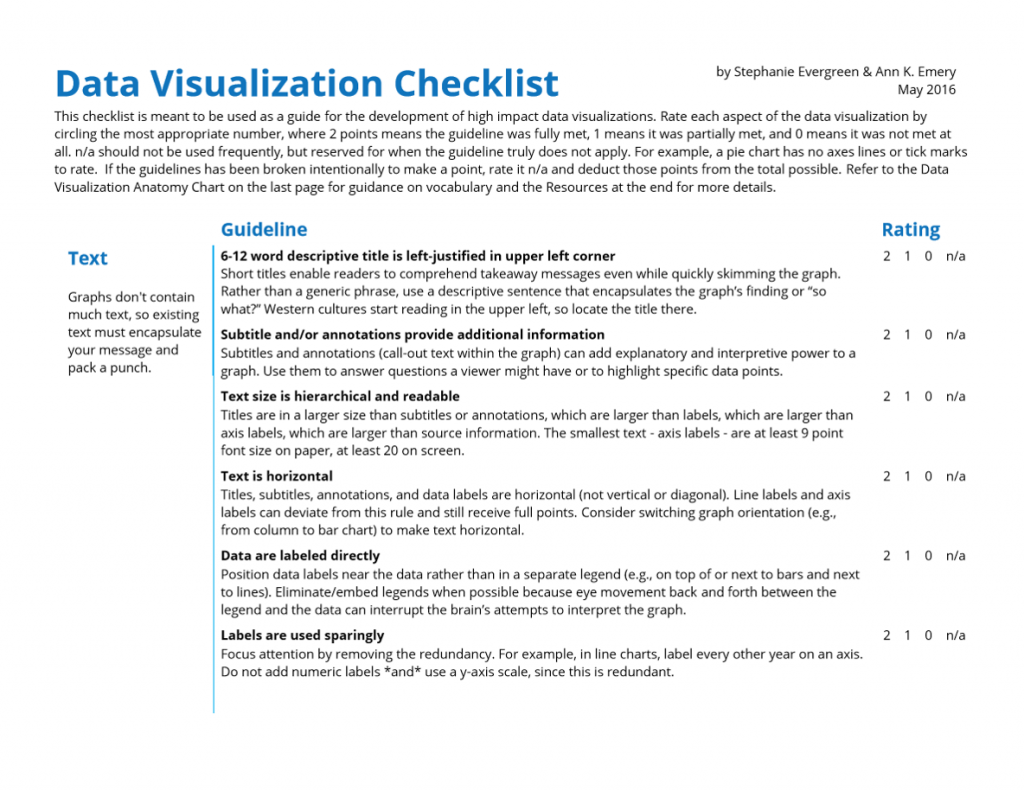 Data Visualization Checklist
by Stephanie Evergreen & Ann K. Emery
May 2016
This checklist is meant to be used as a guide for the development of high impact data visualizations. Rate each aspect of the data visualization by
circling the most appropriate number, where 2 points means the guideline was fully met, 1 means it was partially met, and 0 means it was not met at
all. n/a should not be used frequently, but reserved for when the guideline truly does not apply. For example, a pie chart has no axes lines or tick marks
to rate.  If the guidelines has been broken intentionally to make a point, rate it n/a and deduct those points from the total possible. Refer to the Data
Visualization Anatomy Chart on the last page for guidance on vocabulary and the Resources at the end for more details.
Guideline
Rating
Text
Graphs don't contain
much text, so existing
text must encapsulate
your message and
pack a punch.
6-12 word descriptive title is left-justified in upper left corner
2 1 0 n/a
Short titles enable readers to comprehend takeaway messages even while quickly skimming the graph.
Rather than a generic phrase, use a descriptive sentence that encapsulates the graph's finding or "so
what?" Western cultures start reading in the upper left, so locate the title there.
Subtitle and/or annotations provide additional information
2 1 0 n/a
Subtitles and annotations (call-out text within the graph) can add explanatory and interpretive power to a
graph. Use them to answer questions a viewer might have or to highlight specific data points.
Text size is hierarchical and readable
2 1 0 n/a
Titles are in a larger size than subtitles or annotations, which are larger than labels, which are larger than
axis labels, which are larger than source information. The smallest text - axis labels - are at least 9 point
font size on paper, at least 20 on screen.
Text is horizontal
2 1 0 n/a
Titles, subtitles, annotations, and data labels are horizontal (not vertical or diagonal). Line labels and axis
labels can deviate from this rule and still receive full points. Consider switching graph orientation (e.g.,
from column to bar chart) to make text horizontal.
Data are labeled directly
2 1 0 n/a
Position data labels near the data rather than in a separate legend (e.g., on top of or next to bars and next
to lines). Eliminate/embed legends when possible because eye movement back and forth between the
legend and the data can interrupt the brain's attempts to interpret the graph.
Labels are used sparingly
2 1 0 n/a
Focus attention by removing the redundancy. For example, in line charts, label every other year on an axis.
Do not add numeric labels *and* use a y-axis scale, since this is redundant.